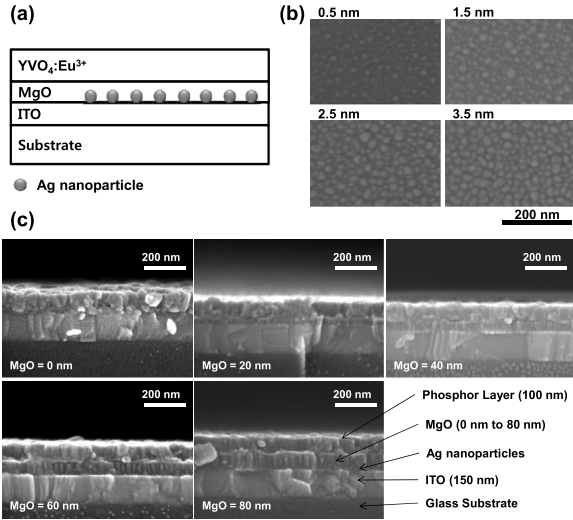 (a)
YVO₄:Eu³⁺
MgO
ITO
Substrate
Ag nanoparticle
(b)
0.5 nm
1.5 nm
2.5 nm
3.5 nm
200 nm
(c)
200 nm
MgO = 0 nm
200 nm
MgO = 20 nm
200 nm
MgO = 40 nm
200 nm
MgO = 60 nm
200 nm
MgO = 80 nm
Phosphor Layer (100 nm)
MgO (0 nm to 80 nm)
Ag nanoparticles
ITO (150 nm)
Glass Substrate